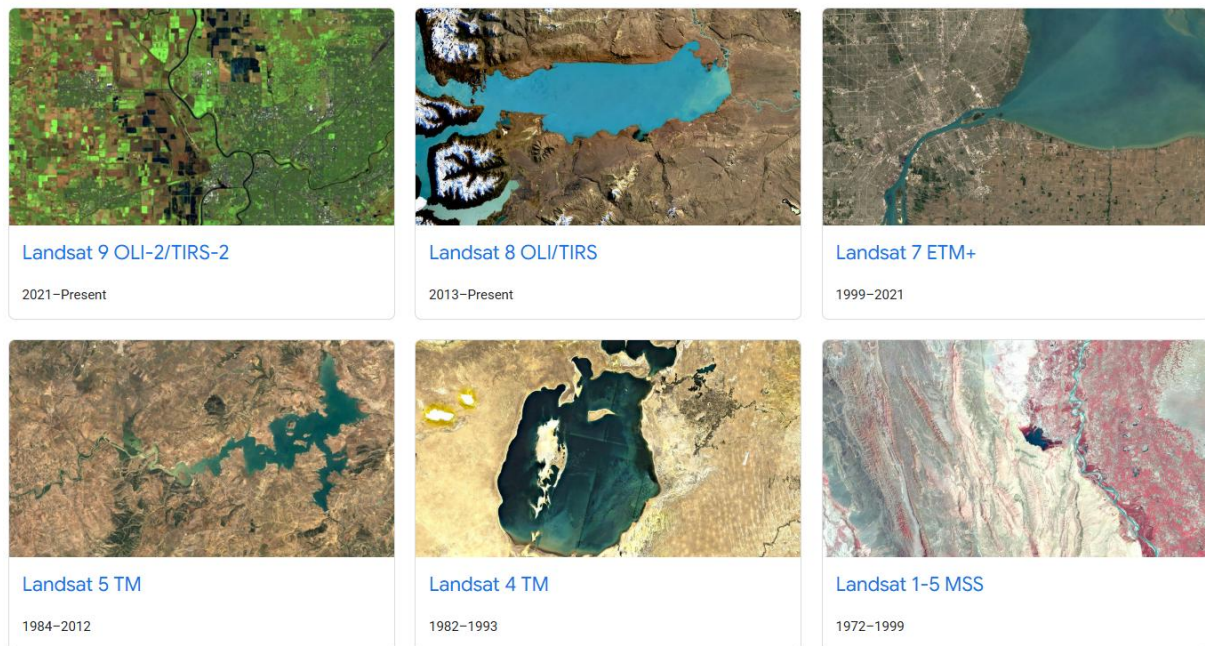 Landsat 9 OLI-2/TIRS-2
2021–Present
Landsat 8 OLI/TIRS
2013–Present
Landsat 7 ETM+
1999–2021
Landsat 5 TM
1984–2012
Landsat 4 TM
1982–1993
Landsat 1-5 MSS
1972–1999